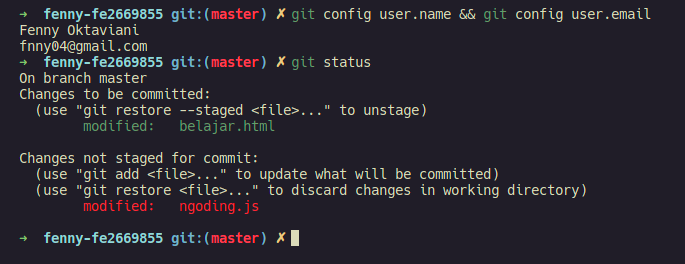 ➜  fenny-fe2669855 git:(master) ✗ git config user.name && git config user.email
Fenny Oktaviani
fnny04@gmail.com
➜  fenny-fe2669855 git:(master) ✗ git status
On branch master
Changes to be committed:
  (use "git restore --staged <file>..." to unstage)
        modified:   belajar.html

Changes not staged for commit:
  (use "git add <file>..." to update what will be committed)
  (use "git restore <file>..." to discard changes in working directory)
        modified:   ngoding.js

➜  fenny-fe2669855 git:(master) ✗